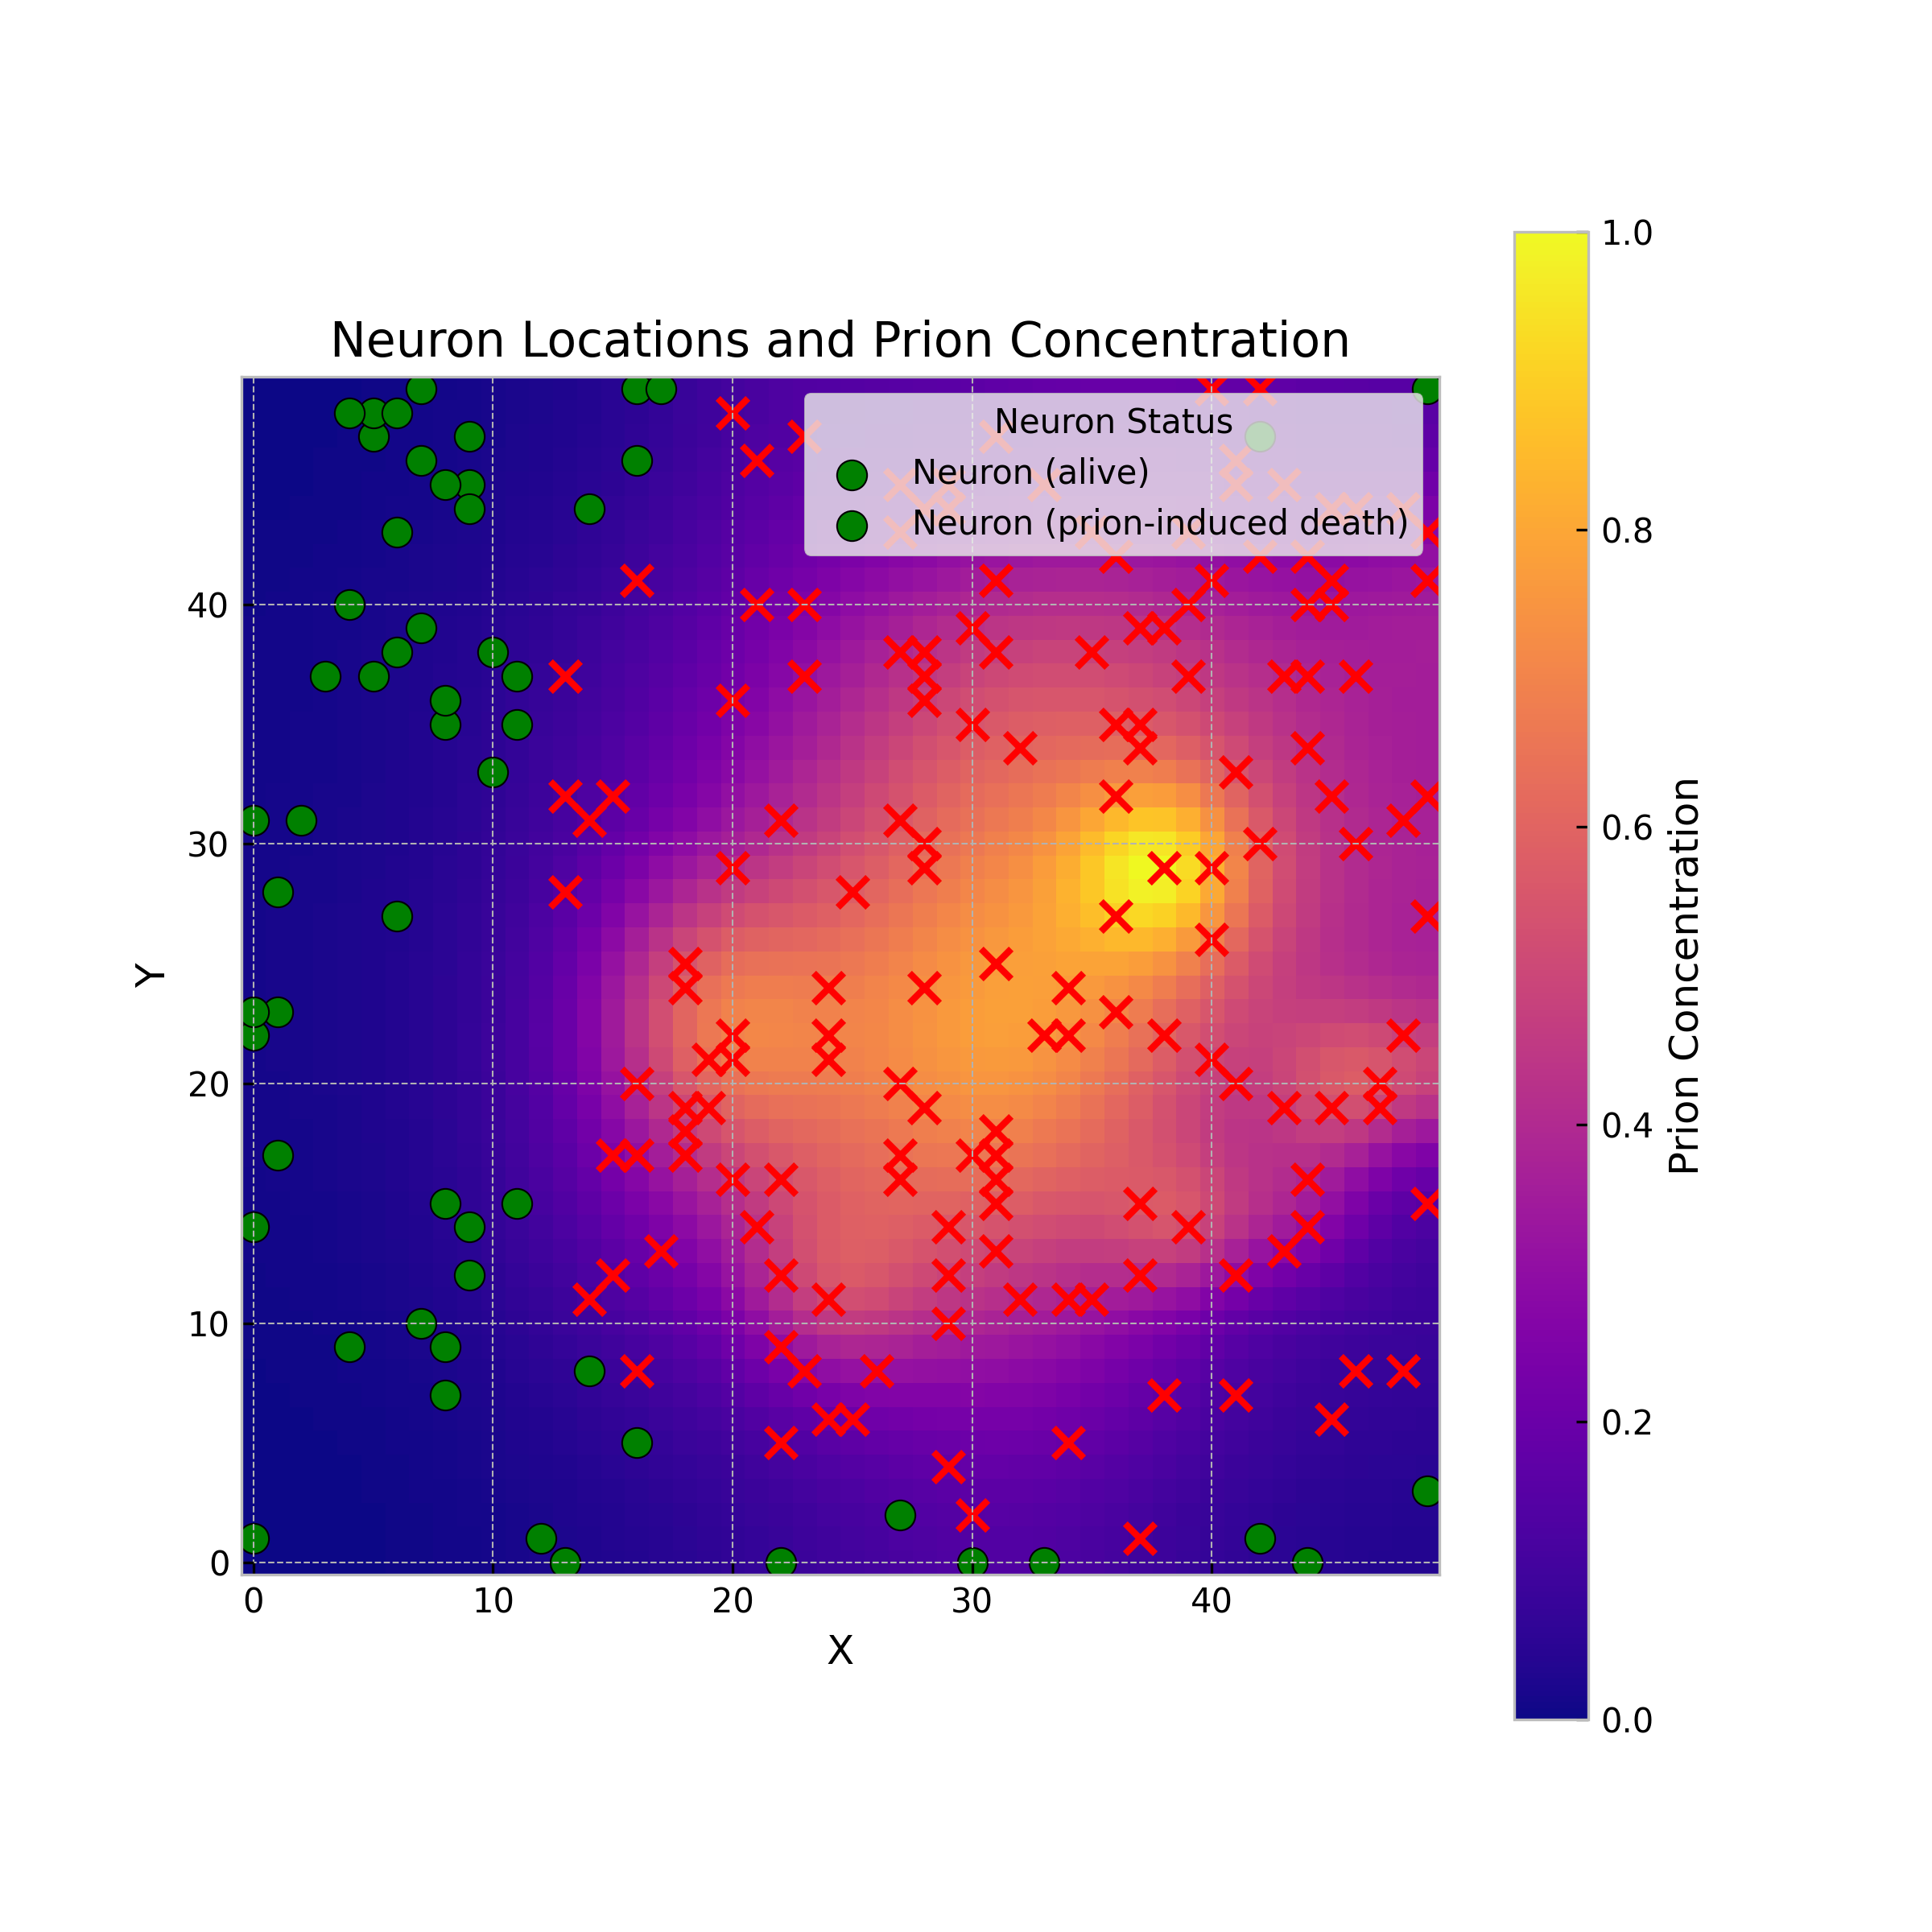 Neuron Locations and Prion Concentration
Neuron Status
Neuron (alive)
Neuron (prion-induced death)
Y
40
30
20
10
0
0 10 20 30 40
X
1.0
0.8
0.6
0.4
0.2
0.0
Prion Concentration